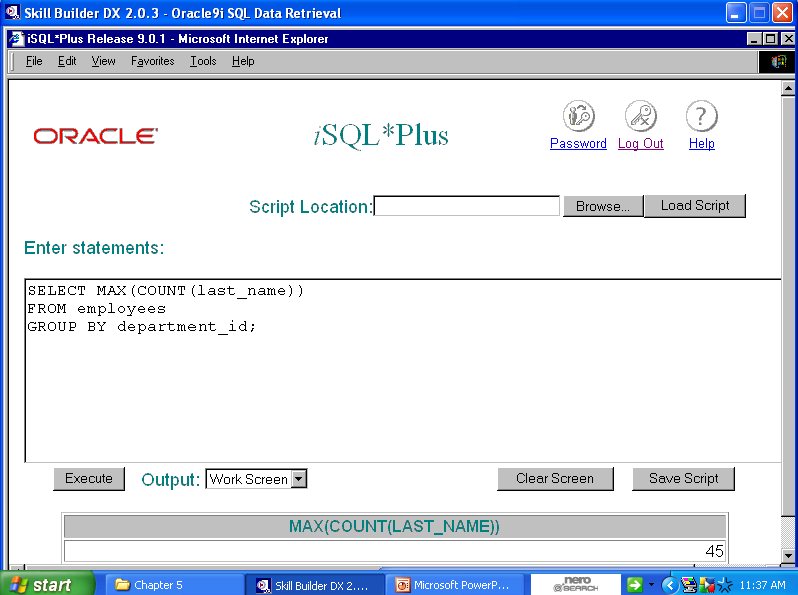 Skill Builder DX 2.0.3 - Oracle9i SQL Data Retrieval
iSQL*Plus Release 9.0.1 - Microsoft Internet Explorer
File Edit View Favorites Tools Help
ORACLE
iSQL*Plus
Password Log Out Help
Script Location: Browse... Load Script
Enter statements:
SELECT MAX(COUNT(last_name))
FROM employees
GROUP BY department_id;
Execute Output: Work Screen Clear Screen Save Script
MAX(COUNT(LAST_NAME))
45
start Chapter 5 Skill Builder DX 2.... Microsoft PowerP... nero SEARCH 11:37 AM